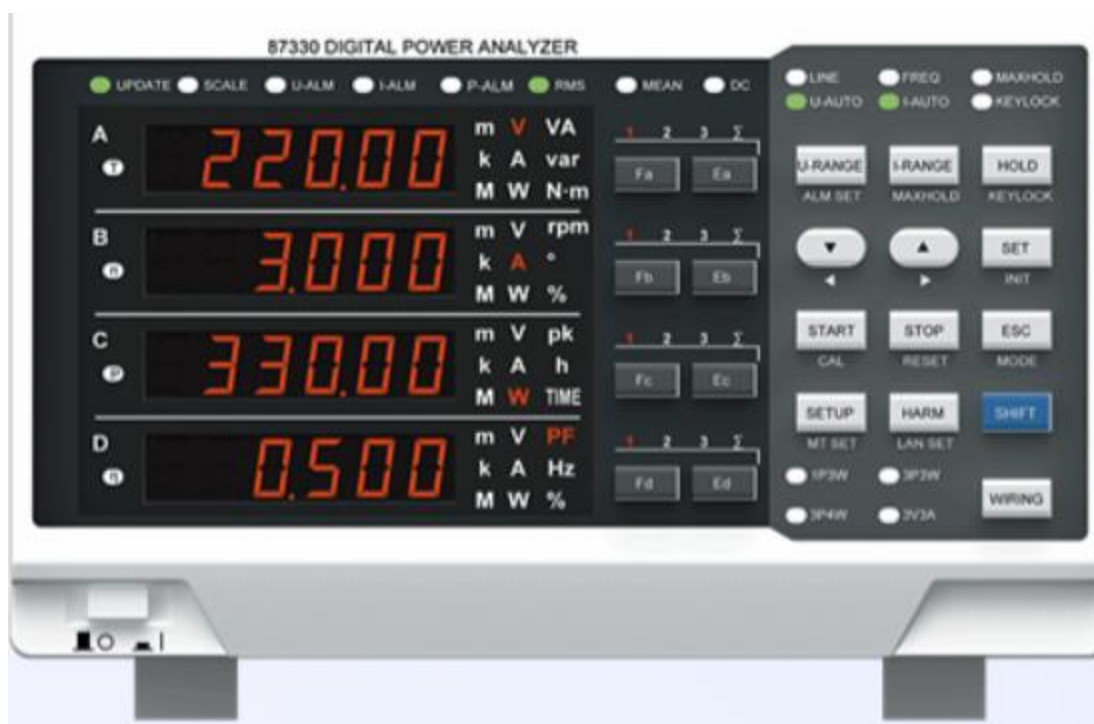 87330 DIGITAL POWER ANALYZER
UPDATE SCALE U-ALM I-ALM P-ALM RMS MEAN DC
LINE FREQ MAXHOLD
U-AUTO I-AUTO KEYLOCK
A 220.00 m V VA
T k A var
M W N·m
1 2 3 Σ
Fa Ea
B 3.000 m V rpm
n k A °
M W %
1 2 3 Σ
Fb Eb
C 330.00 m V pk
P k A h
M W TIME
1 2 3 Σ
Fc Ec
D 0.500 m V PF
η k A Hz
M W %
1 2 3 Σ
Fd Ed
U-RANGE I-RANGE HOLD
ALM SET MAXHOLD KEYLOCK
SET
INIT
START STOP ESC
CAL RESET MODE
SETUP HARM SHIFT
MT SET LAN SET
1P3W 3P3W
3P4W 3V3A
WIRING